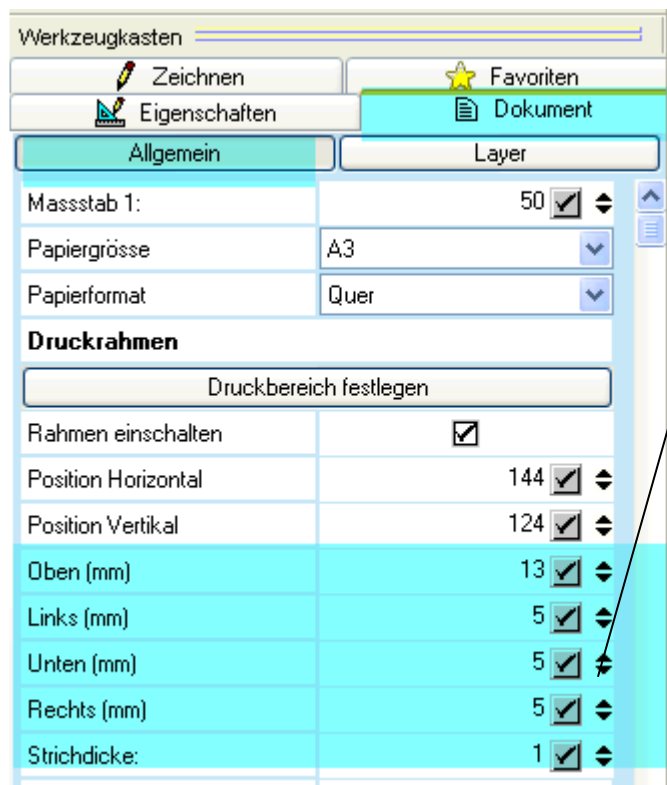 Werkzeugkasten
Zeichnen Favoriten
Eigenschaften Dokument
Allgemein Layer
Massstab 1: 50
Papiergrösse A3
Papierformat Quer
Druckrahmen
Druckbereich festlegen
Rahmen einschalten
Position Horizontal 144
Position Vertikal 124
Oben (mm) 13
Links (mm) 5
Unten (mm) 5
Rechts (mm) 5
Strichdicke: 1